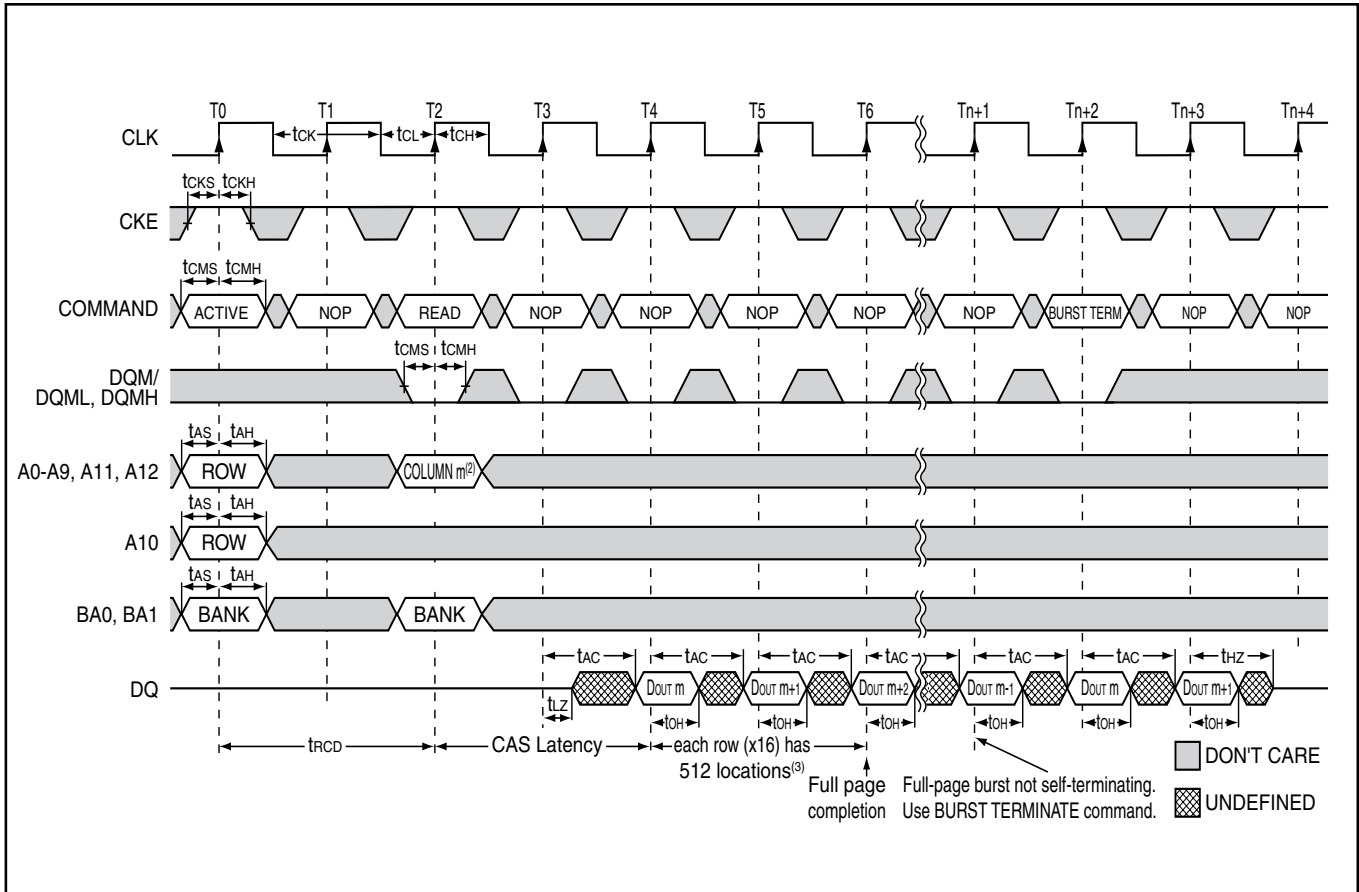 T0 T1 T2 T3 T4 T5 T6 Tn+1 Tn+2 Tn+3 Tn+4
CLK tCK tCL tCH
tCKS tCKH
CKE
tCMS tCMH
COMMAND ACTIVE NOP READ NOP NOP NOP NOP NOP BURST TERM NOP NOP
tCMS tCMH
DQM/
DQML, DQMH
tAS tAH
A0-A9, A11, A12 ROW COLUMN m(2)
tAS tAH
A10 ROW
tAS tAH
BA0, BA1 BANK BANK
tAC tAC tAC tAC tAC tAC tHZ
DQ DOUT m DOUT m+1 DOUT m+2 DOUT m-1 DOUT m DOUT m+1
tLZ tOH tOH tOH tOH tOH tOH
tRCD CAS Latency each row (x16) has
512 locations(3)
Full page
completion
Full-page burst not self-terminating.
Use BURST TERMINATE command.
DON'T CARE
UNDEFINED